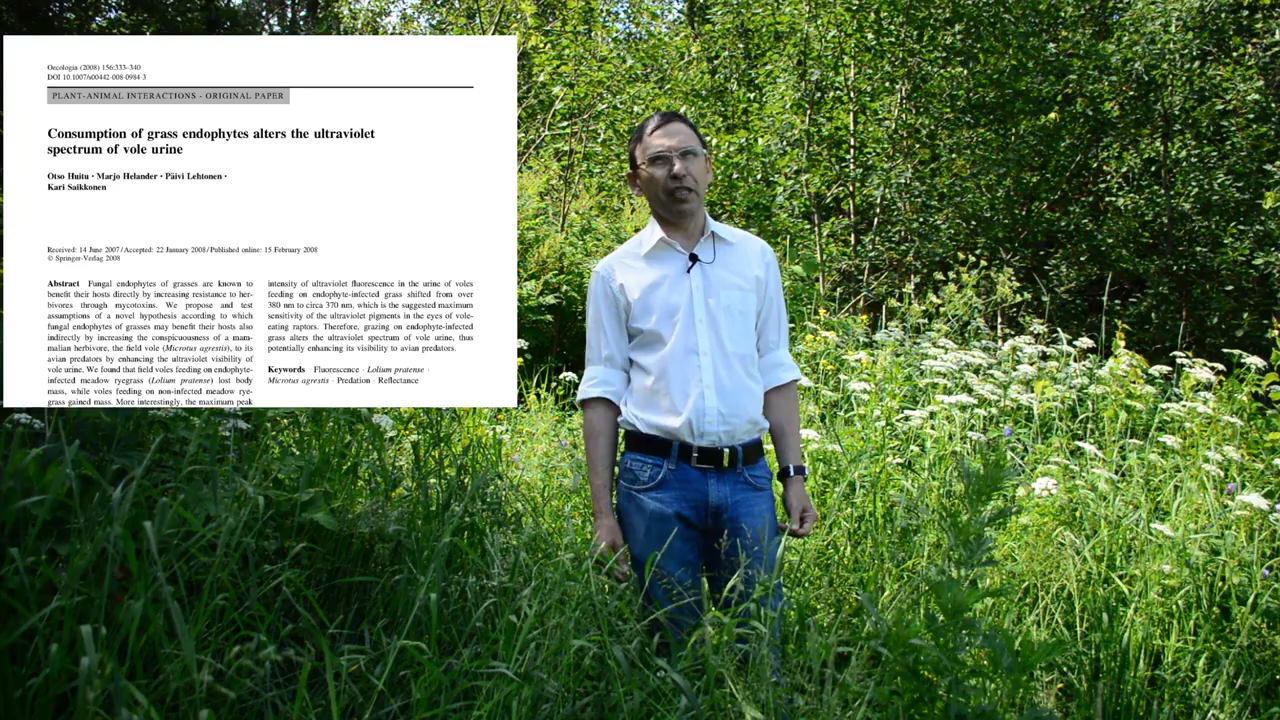 Oecologia (2008) 156:333–340
DOI 10.1007/s00442-008-0984-3
PLANT-ANIMAL INTERACTIONS - ORIGINAL PAPER
Consumption of grass endophytes alters the ultraviolet
spectrum of vole urine
Otso Huitu · Marjo Helander · Päivi Lehtonen ·
Kari Saikkonen
Received: 14 June 2007 / Accepted: 22 January 2008 / Published online: 15 February 2008
© Springer-Verlag 2008
Abstract Fungal endophytes of grasses are known to
benefit their hosts directly by increasing resistance to her-
bivores through mycotoxins. We propose and test
assumptions of a novel hypothesis according to which
fungal endophytes of grasses may benefit their hosts also
indirectly by increasing the conspicuousness of a mam-
malian herbivore, the field vole (Microtus agrestis), to its
avian predators by enhancing the ultraviolet visibility of
vole urine. We found that field voles feeding on endophyte-
infected meadow ryegrass (Lolium pratense) lost body
mass, while voles feeding on non-infected meadow rye-
grass gained mass. More interestingly, the maximum peak
intensity of ultraviolet fluorescence in the urine of voles
feeding on endophyte-infected grass shifted from over
380 nm to circa 370 nm, which is the suggested maximum
sensitivity of the ultraviolet pigments in the eyes of vole-
eating raptors. Therefore, grazing on endophyte-infected
grass alters the ultraviolet spectrum of vole urine, thus
potentially enhancing its visibility to avian predators.
Keywords Fluorescence · Lolium pratense ·
Microtus agrestis · Predation · Reflectance